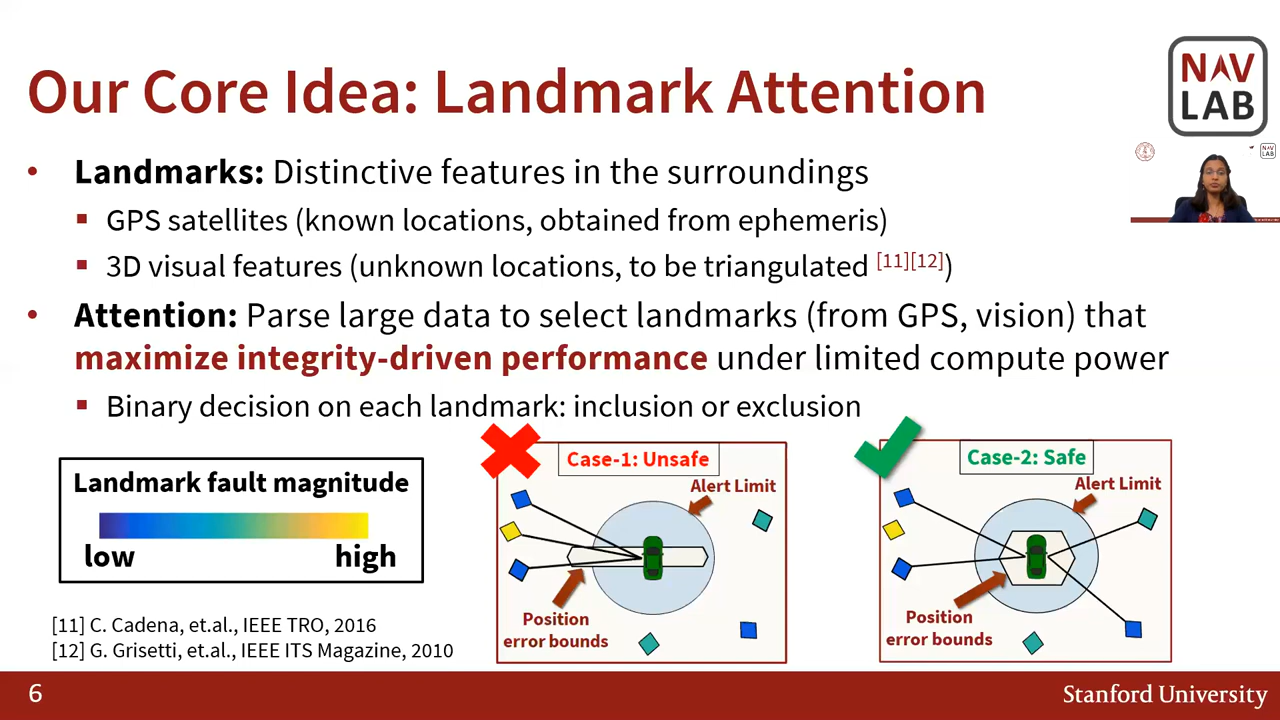 Our Core Idea: Landmark Attention
NAV
LAB
• Landmarks: Distinctive features in the surroundings
▪ GPS satellites (known locations, obtained from ephemeris)
▪ 3D visual features (unknown locations, to be triangulated [11][12])
• Attention: Parse large data to select landmarks (from GPS, vision) that
maximize integrity-driven performance under limited compute power
▪ Binary decision on each landmark: inclusion or exclusion
Landmark fault magnitude
low high
Case-1: Unsafe
Alert Limit
Position
error bounds
Case-2: Safe
Alert Limit
Position
error bounds
[11] C. Cadena, et.al., IEEE TRO, 2016
[12] G. Grisetti, et.al., IEEE ITS Magazine, 2010
6
Stanford University
NAV
LAB